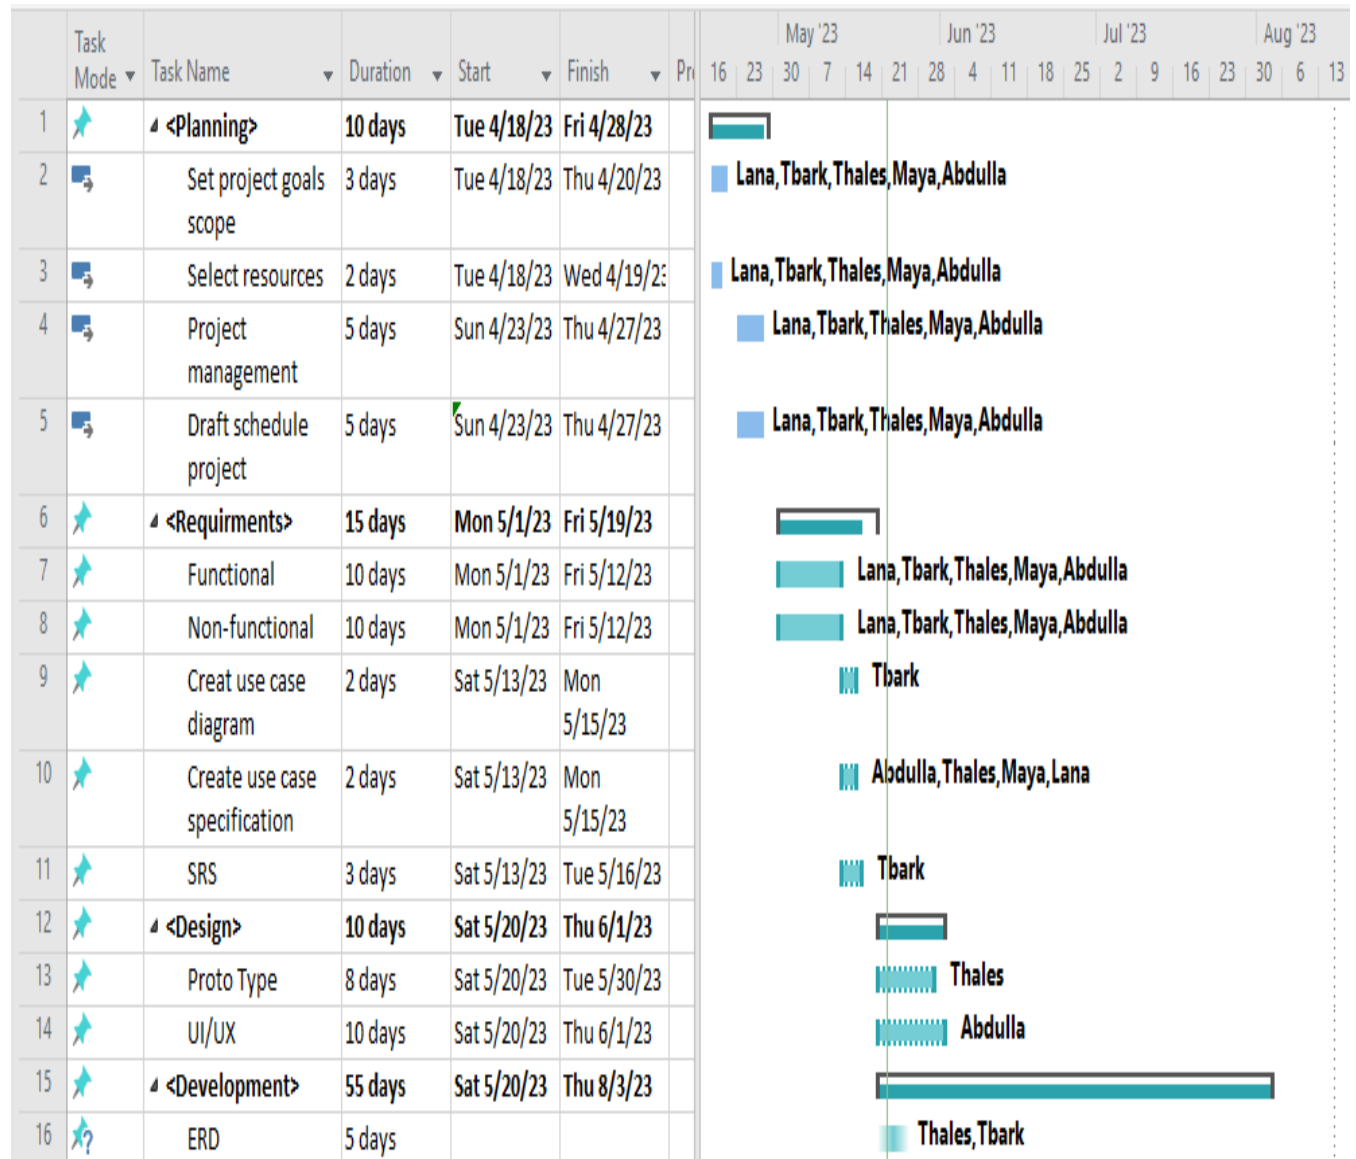 Task Mode Task Name Duration Start Finish Pre
May '23 Jun '23 Jul '23 Aug '23
16 23 30 7 14 21 28 4 11 18 25 2 9 16 23 30 6 13
1 <Planning> 10 days Tue 4/18/23 Fri 4/28/23
2 Set project goals scope 3 days Tue 4/18/23 Thu 4/20/23 Lana,Tbark,Thales,Maya,Abdulla
3 Select resources 2 days Tue 4/18/23 Wed 4/19/23 Lana,Tbark,Thales,Maya,Abdulla
4 Project management 5 days Sun 4/23/23 Thu 4/27/23 Lana,Tbark,Thales,Maya,Abdulla
5 Draft schedule project 5 days Sun 4/23/23 Thu 4/27/23 Lana,Tbark,Thales,Maya,Abdulla
6 <Requirments> 15 days Mon 5/1/23 Fri 5/19/23
7 Functional 10 days Mon 5/1/23 Fri 5/12/23 Lana,Tbark,Thales,Maya,Abdulla
8 Non-functional 10 days Mon 5/1/23 Fri 5/12/23 Lana,Tbark,Thales,Maya,Abdulla
9 Creat use case diagram 2 days Sat 5/13/23 Mon 5/15/23 Tbark
10 Create use case specification 2 days Sat 5/13/23 Mon 5/15/23 Abdulla,Thales,Maya,Lana
11 SRS 3 days Sat 5/13/23 Tue 5/16/23 Tbark
12 <Design> 10 days Sat 5/20/23 Thu 6/1/23
13 Proto Type 8 days Sat 5/20/23 Tue 5/30/23 Thales
14 UI/UX 10 days Sat 5/20/23 Thu 6/1/23 Abdulla
15 <Development> 55 days Sat 5/20/23 Thu 8/3/23
16 ERD 5 days Thales,Tbark